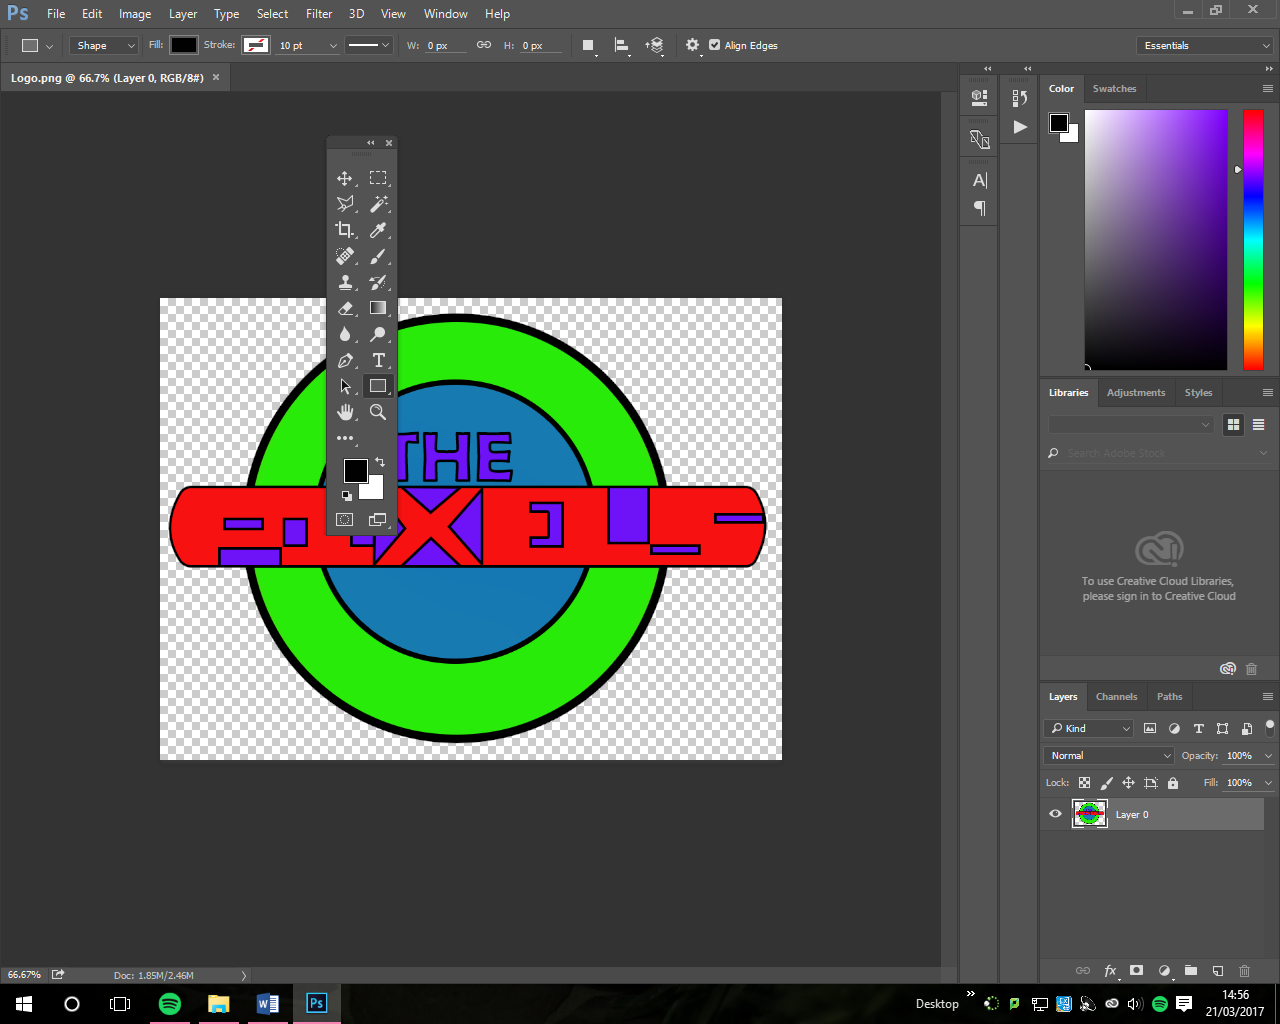 Ps File Edit Image Layer Type Select Filter 3D View Window Help
Shape Fill: Stroke: 10 pt W: 0 px H: 0 px Align Edges Essentials
Logo.png @ 66.7% (Layer 0, RGB/8#) ×
Color Swatches
Libraries Adjustments Styles
Search Adobe Stock
To use Creative Cloud Libraries,
please sign in to Creative Cloud
THE
Layers Channels Paths
Kind
Normal Opacity: 100%
Lock: Fill: 100%
Layer 0
66.67% Doc: 1.85M/2.46M
Desktop
14:56
21/03/2017